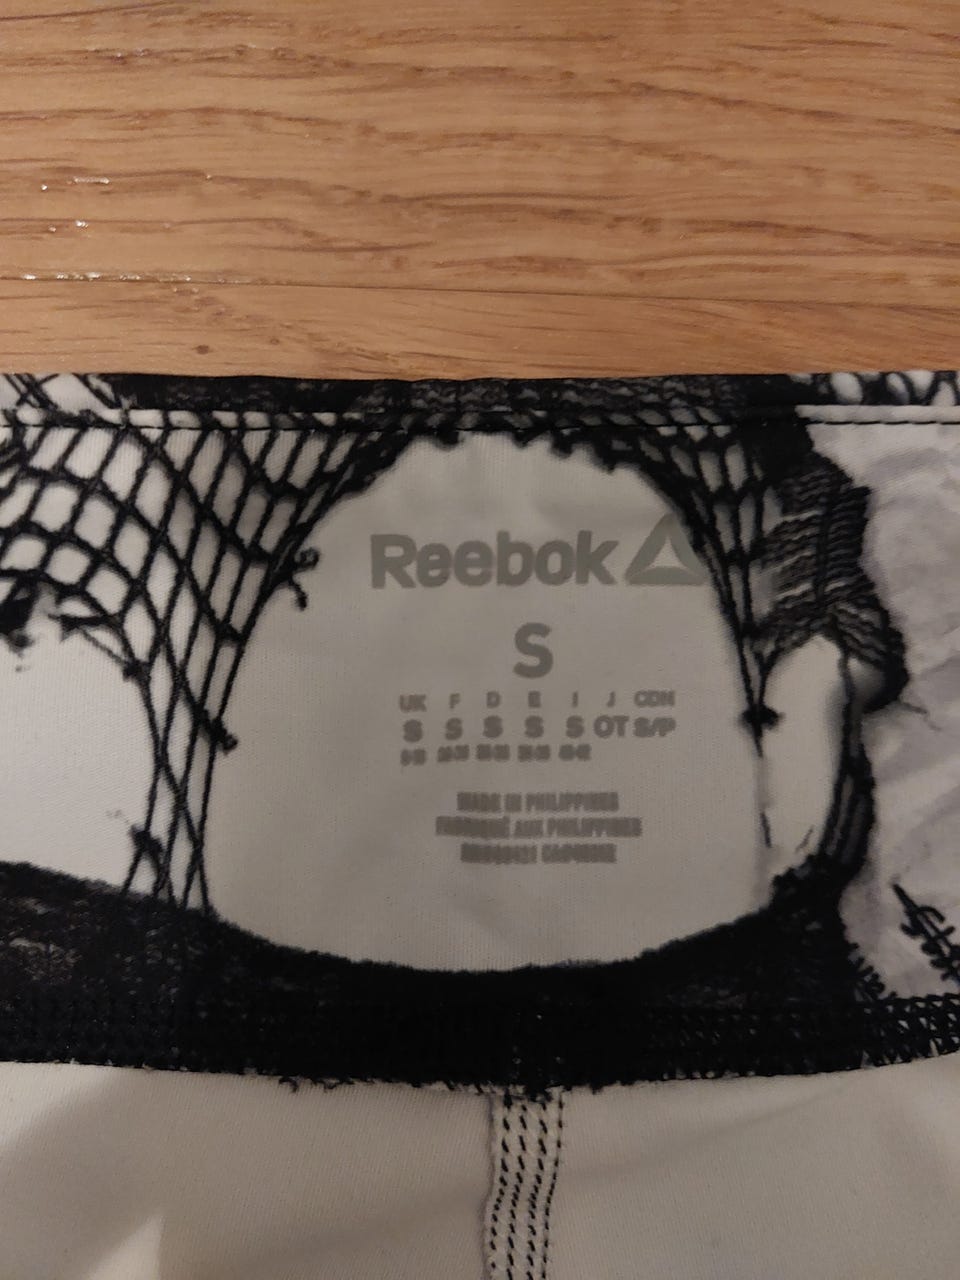 Reebok
S
UK F D E I J CDN
S S S S S OT S/P
MADE IN PHILIPPINES
FABRIQUÉ AUX PHILIPPINES